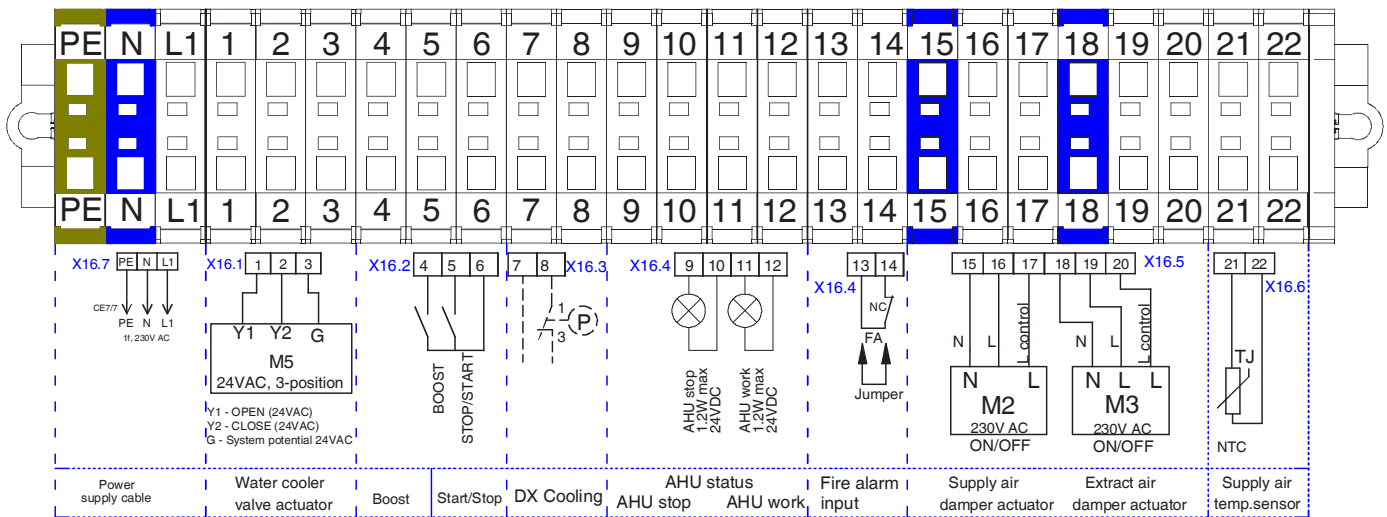 PE N L1 1 2 3 4 5 6 7 8 9 10 11 12 13 14 15 16 17 18 19 20 21 22
PE N L1 1 2 3 4 5 6 7 8 9 10 11 12 13 14 15 16 17 18 19 20 21 22
X16.7 PE N L1
CE7/7
PE N L1
1f, 230V AC
X16.1 1 2 3
Y1 Y2 G
M5
24VAC, 3-position
Y1 - OPEN (24VAC)
Y2 - CLOSE (24VAC)
G - System potential 24VAC
X16.2 4 5 6
BOOST
STOP/START
7 8 X16.3
1
P
3
X16.4 9 10 11 12
AHU stop
1.2W max
24VDC
AHU work
1.2W max
24VDC
13 14
X16.4
NC
FA
Jumper
15 16 17 18 19 20 X16.5
N L L control
N L
M2
230V AC
ON/OFF
N L control
N L L
M3
230V AC
ON/OFF
21 22
X16.6
TJ
NTC
Power
supply cable
Water cooler
valve actuator
Boost
Start/Stop
DX Cooling
AHU status
AHU stop AHU work
Fire alarm
input
Supply air
damper actuator
Extract air
damper actuator
Supply air
temp.sensor